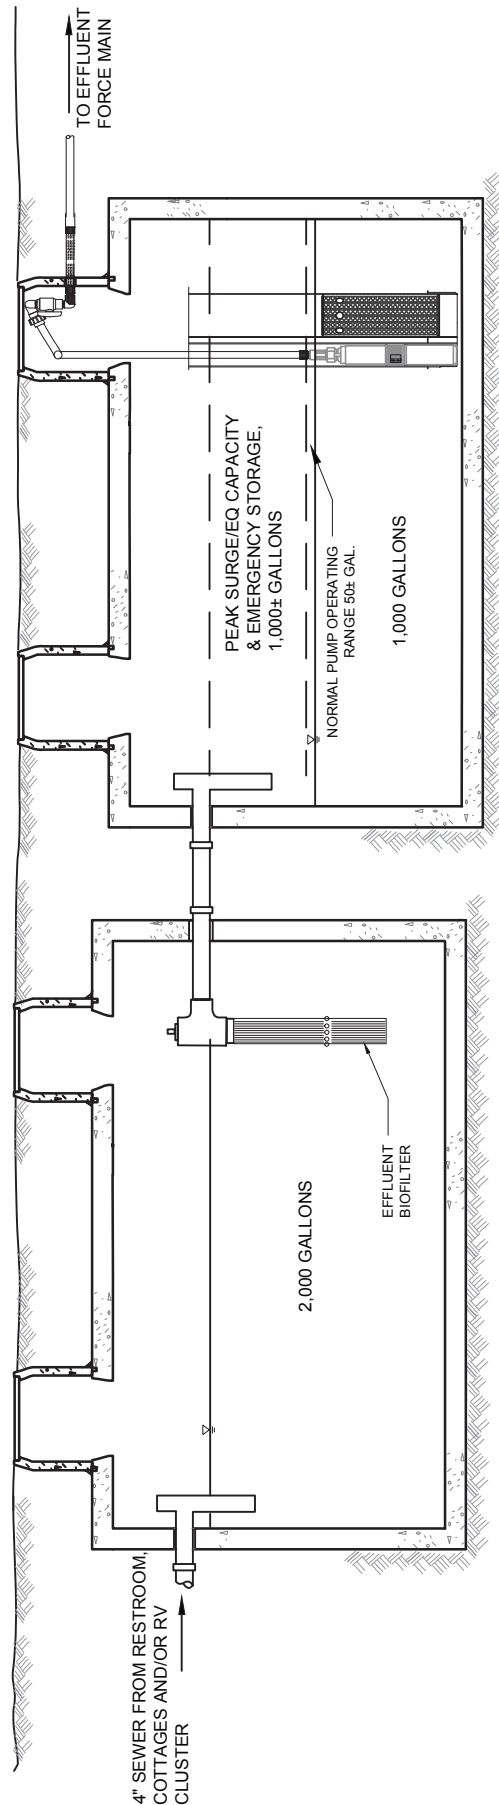 4" SEWER FROM RESTROOM,
COTTAGES AND/OR RV
CLUSTER
2,000 GALLONS
EFFLUENT
BIOFILTER
PEAK SURGE/EQ CAPACITY
& EMERGENCY STORAGE,
1,000± GALLONS
NORMAL PUMP OPERATING
RANGE 50± GAL.
1,000 GALLONS
TO EFFLUENT
FORCE MAIN